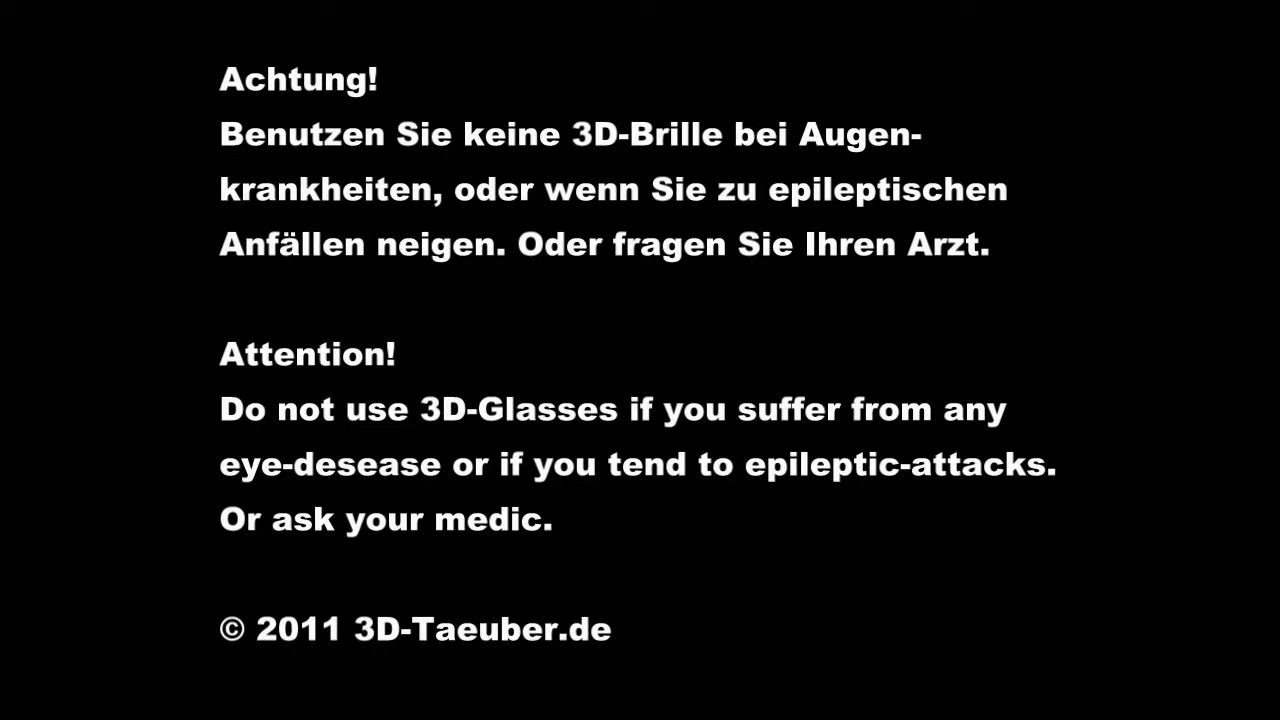 Achtung!
Benutzen Sie keine 3D-Brille bei Augen-
krankheiten, oder wenn Sie zu epileptischen
Anfällen neigen. Oder fragen Sie Ihren Arzt.
Attention!
Do not use 3D-Glasses if you suffer from any
eye-desease or if you tend to epileptic-attacks.
Or ask your medic.
© 2011 3D-Taeuber.de